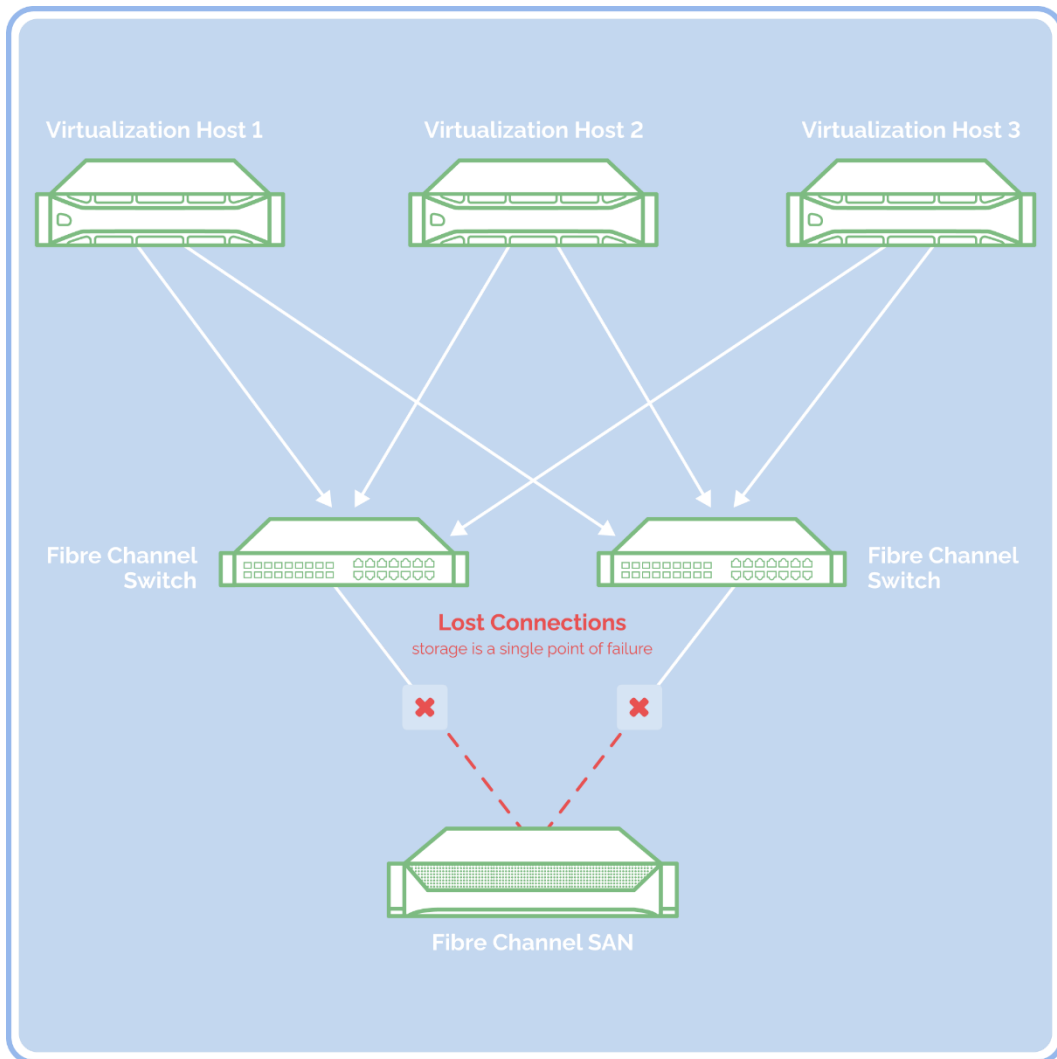 Virtualization Host 1
Virtualization Host 2
Virtualization Host 3
Fibre Channel
Switch
Fibre Channel
Switch
Lost Connections
storage is a single point of failure
Fibre Channel SAN